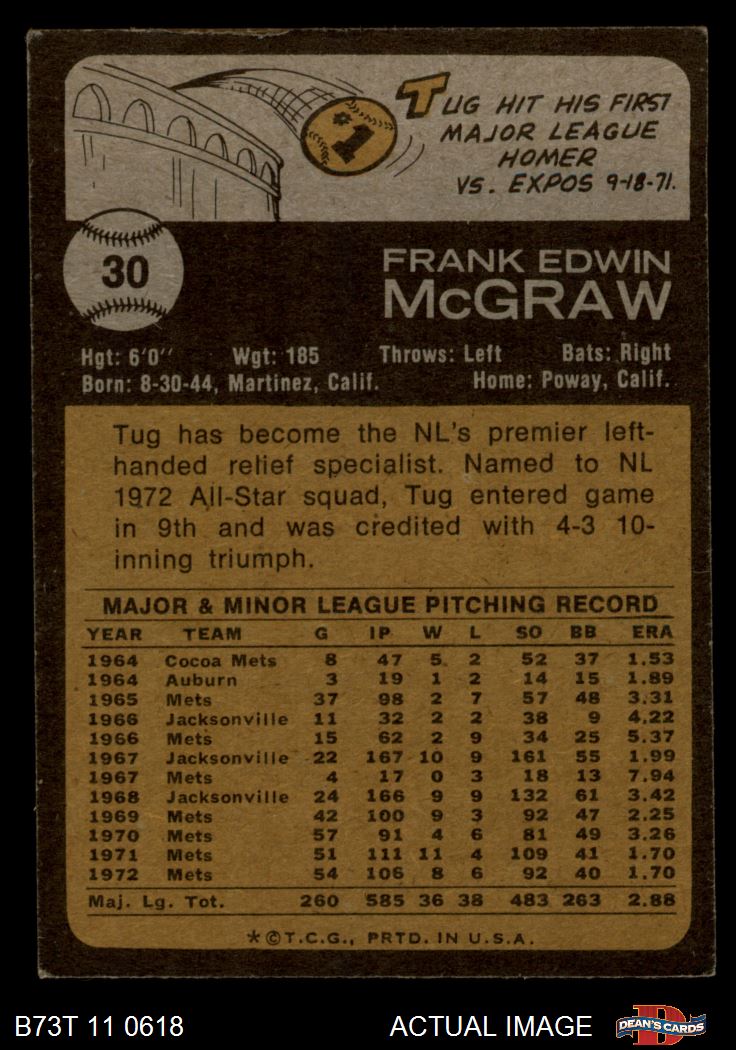 #1
TUG HIT HIS FIRST
MAJOR LEAGUE
HOMER
VS. EXPOS 9-18-71.
30
FRANK EDWIN
McGRAW
Hgt: 6'0" Wgt: 185 Throws: Left Bats: Right
Born: 8-30-44, Martinez, Calif. Home: Poway, Calif.
Tug has become the NL's premier left-
handed relief specialist. Named to NL
1972 All-Star squad, Tug entered game
in 9th and was credited with 4-3 10-
inning triumph.
MAJOR & MINOR LEAGUE PITCHING RECORD
YEAR TEAM G IP W L SO BB ERA
1964 Cocoa Mets 8 47 5 2 52 37 1.53
1964 Auburn 3 19 1 2 14 15 1.89
1965 Mets 37 98 2 7 57 48 3.31
1966 Jacksonville 11 32 2 2 38 9 4.22
1966 Mets 15 62 2 9 34 25 5.37
1967 Jacksonville 22 167 10 9 161 55 1.99
1967 Mets 4 17 0 3 18 13 7.94
1968 Jacksonville 24 166 9 9 132 61 3.42
1969 Mets 42 100 9 3 92 47 2.25
1970 Mets 57 91 4 6 81 49 3.26
1971 Mets 51 111 11 4 109 41 1.70
1972 Mets 54 106 8 6 92 40 1.70
Maj. Lg. Tot. 260 585 36 38 483 263 2.88
*©T.C.G., PRTD. IN U.S.A.
B73T 11 0618 ACTUAL IMAGE
D
DEAN'S CARDS